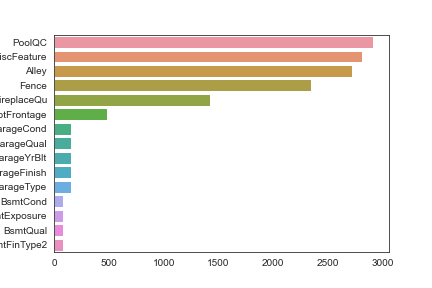 PoolQC
iscFeature
Alley
Fence
ireplaceQu
otFrontage
arageCond
arageQual
arageYrBlt
arageFinish
arageType
BsmtCond
ntExposure
BsmtQual
ntFinType2
0 500 1000 1500 2000 2500 3000